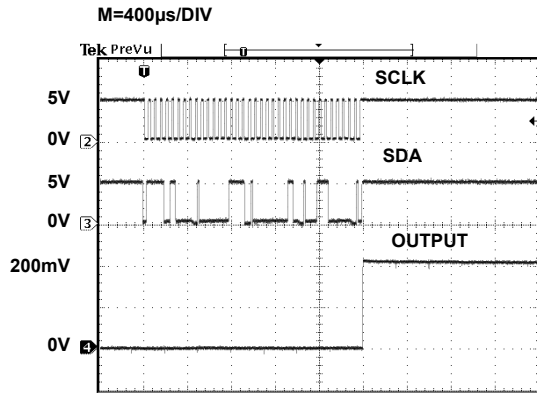 M=400μs/DIV
Tek PreVu
T
T
SCLK
5V
0V 2
SDA
5V
0V 3
OUTPUT
200mV
0V 4